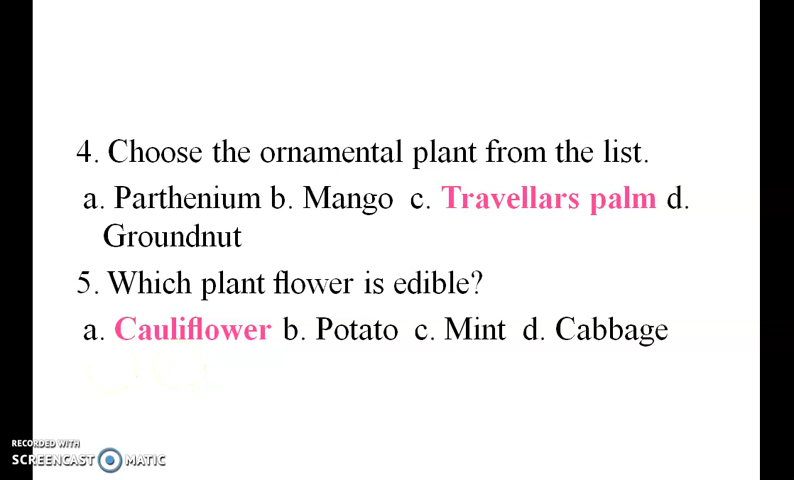 4. Choose the ornamental plant from the list.
a. Parthenium b. Mango c. Travellars palm d.
Groundnut
5. Which plant flower is edible?
a. Cauliflower b. Potato c. Mint d. Cabbage
RECORDED WITH
SCREENCAST MATIC